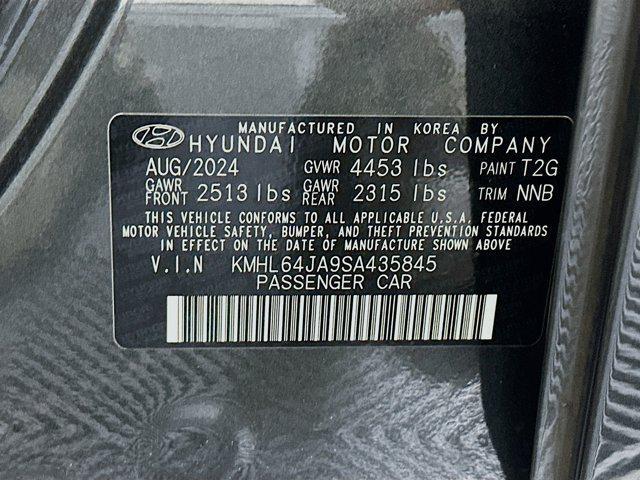 MANUFACTURED IN KOREA BY
HYUNDAI MOTOR COMPANY
AUG/2024 GVWR 4453 lbs PAINT T2G
GAWR FRONT 2513 lbs GAWR REAR 2315 lbs TRIM NNB
THIS VEHICLE CONFORMS TO ALL APPLICABLE U.S.A. FEDERAL
MOTOR VEHICLE SAFETY, BUMPER, AND THEFT PREVENTION STANDARDS
IN EFFECT ON THE DATE OF MANUFACTURE SHOWN ABOVE
V.I.N KMHL64JA9SA435845
PASSENGER CAR